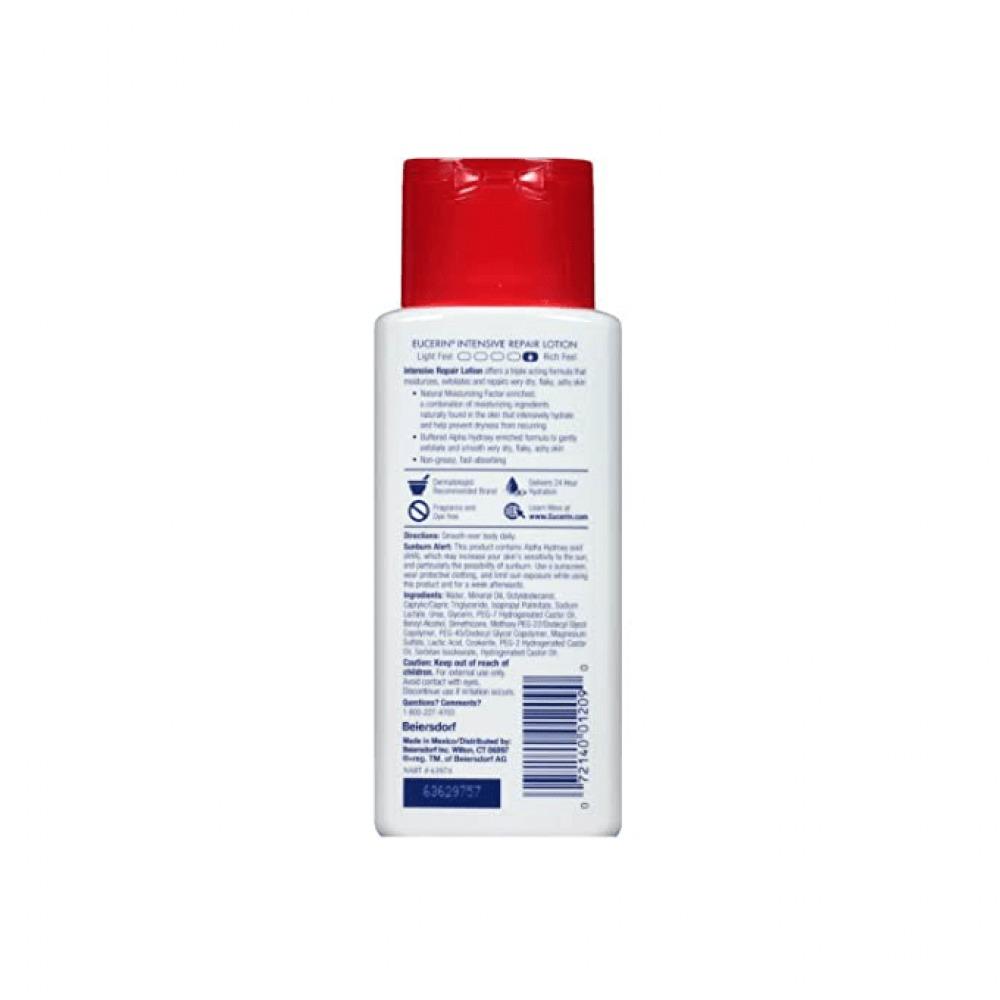 EUCERIN® INTENSIVE REPAIR LOTION
Light Feel Rich Feel
Intensive Repair Lotion offers a triple acting formula that
moisturizes, exfoliates and repairs very dry, flaky, ashy skin
• Natural Moisturizing Factor enriched:
a combination of moisturizing ingredients
naturally found in the skin that intensively hydrate
and help prevent dryness from recurring
• Buffered Alpha Hydroxy enriched formula to gently
exfoliate and smooth very dry, flaky, ashy skin
• Non-greasy, fast-absorbing
Dermatologist
Recommended Brand
Delivers 24 Hour
Hydration
Fragrance and
Dye free
Learn More at
www.Eucerin.com
Directions: Smooth over body daily.
Sunburn Alert: This product contains Alpha Hydroxy acid
(AHA), which may increase your skin's sensitivity to the sun,
and particularly the possibility of sunburn. Use a sunscreen,
wear protective clothing, and limit sun exposure while using
this product and for a week afterwards.
Ingredients: Water, Mineral Oil, Octyldodecanol,
Caprylic/Capric Triglyceride, Isopropyl Palmitate, Sodium
Lactate, Urea, Glycerin, PEG-7 Hydrogenated Castor Oil,
Benzyl Alcohol, Dimethicone, Methoxy PEG-22/Dodecyl Glycol
Copolymer, PEG-45/Dodecyl Glycol Copolymer, Magnesium
Sulfate, Lactic Acid, Ozokerite, PEG-2 Hydrogenated Castor
Oil, Sorbitan Isostearate, Hydrogenated Castor Oil.
Caution: Keep out of reach of
children. For external use only.
Avoid contact with eyes.
Discontinue use if irritation occurs.
Questions? Comments?
1-800-227-4703
Beiersdorf
Made in Mexico/Distributed by:
Beiersdorf Inc. Wilton, CT 06897
®=reg. TM. of Beiersdorf AG
63629757
0 72140 01209 0